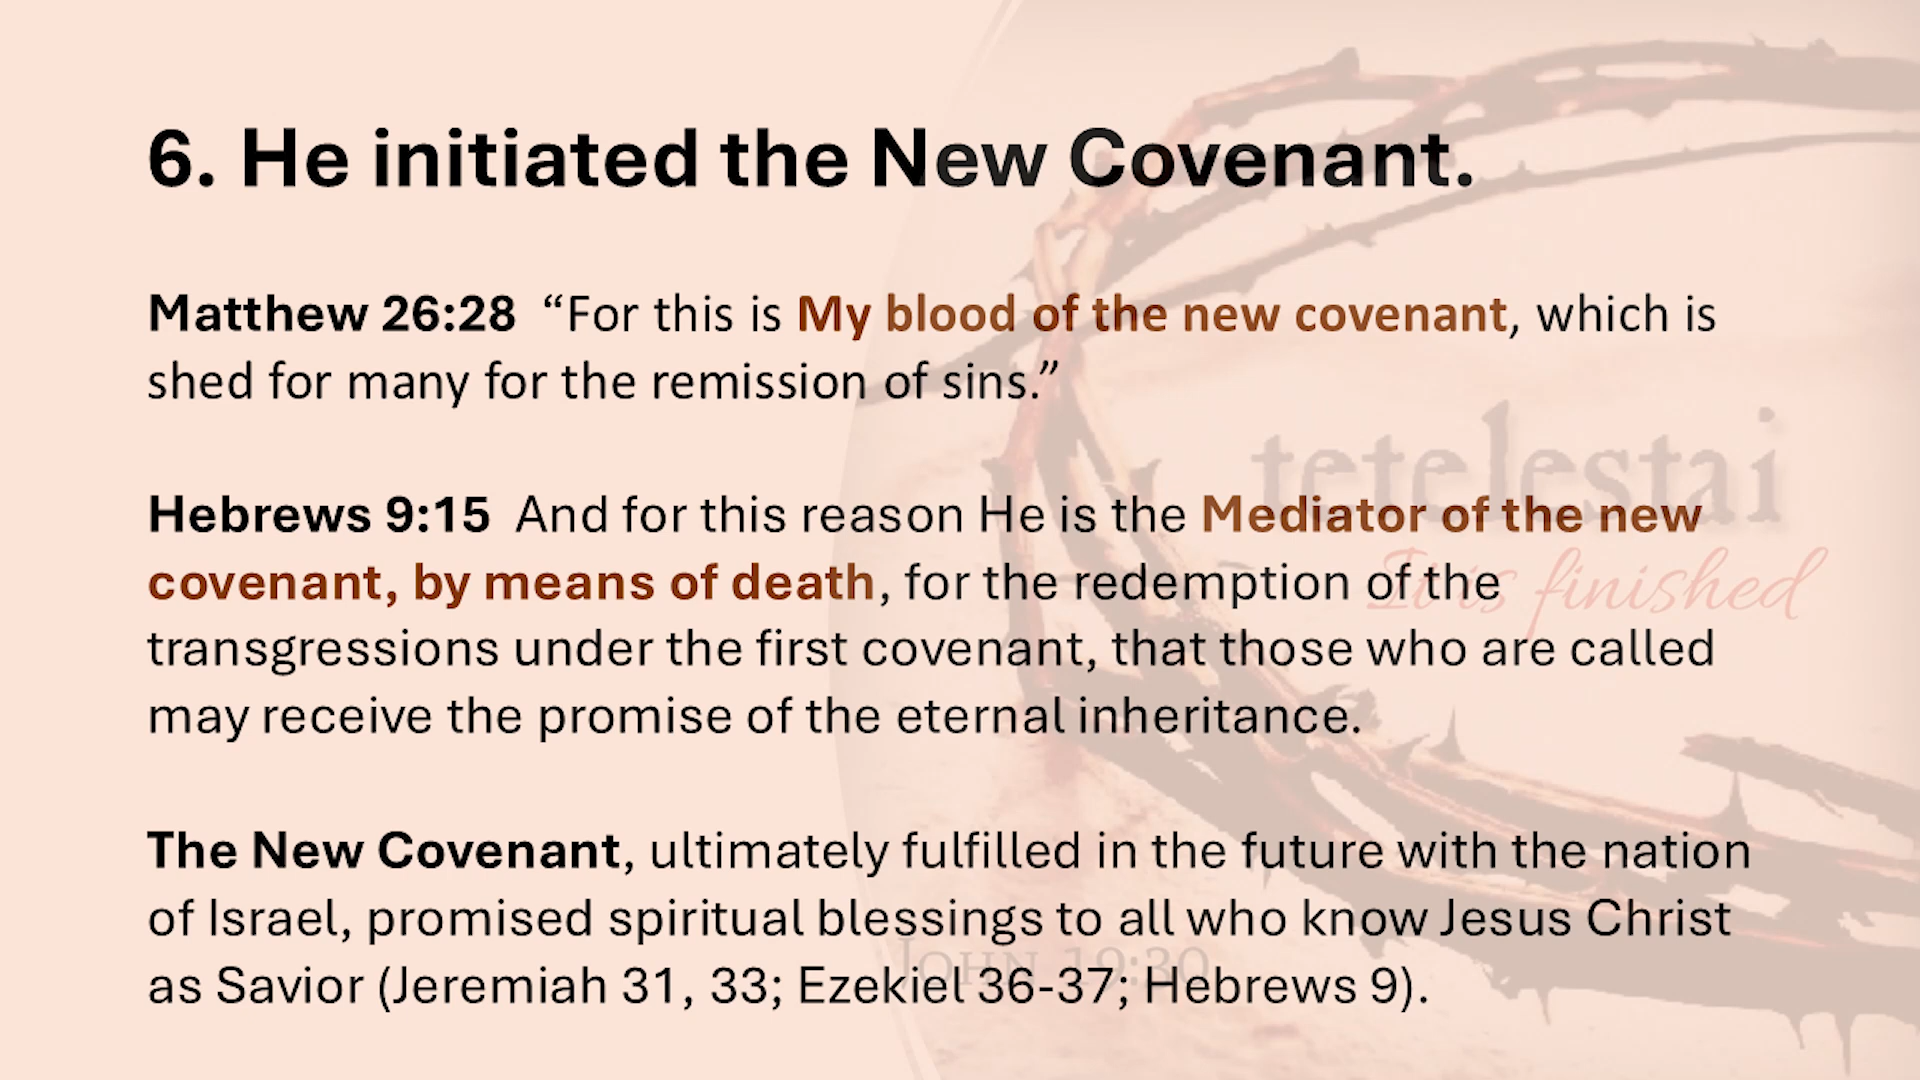 6. He initiated the New Covenant.
Matthew 26:28 “For this is My blood of the new covenant, which is
shed for many for the remission of sins.”
tetelestai
Hebrews 9:15 And for this reason He is the Mediator of the new
covenant, by means of death, for the redemption of the
It is finished
transgressions under the first covenant, that those who are called
may receive the promise of the eternal inheritance.
The New Covenant, ultimately fulfilled in the future with the nation
of Israel, promised spiritual blessings to all who know Jesus Christ
John 19:30
as Savior (Jeremiah 31, 33; Ezekiel 36-37; Hebrews 9).